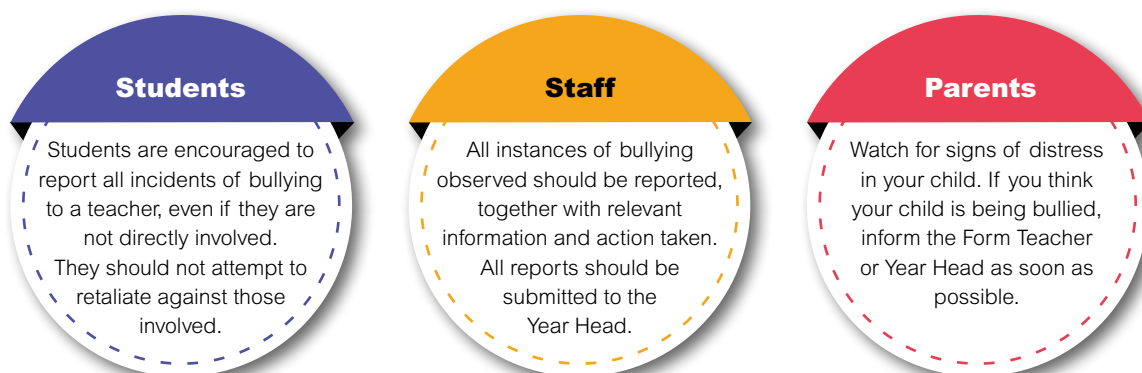 Students
Students are encouraged to
report all incidents of bullying
to a teacher, even if they are
not directly involved.
They should not attempt to
retaliate against those
involved.
Staff
All instances of bullying
observed should be reported,
together with relevant
information and action taken.
All reports should be
submitted to the
Year Head.
Parents
Watch for signs of distress
in your child. If you think
your child is being bullied,
inform the Form Teacher
or Year Head as soon as
possible.